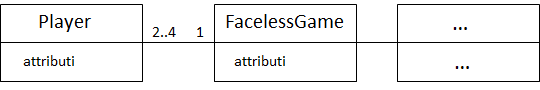 Player
2..4
1
FacelessGame
...
attributi
attributi
...